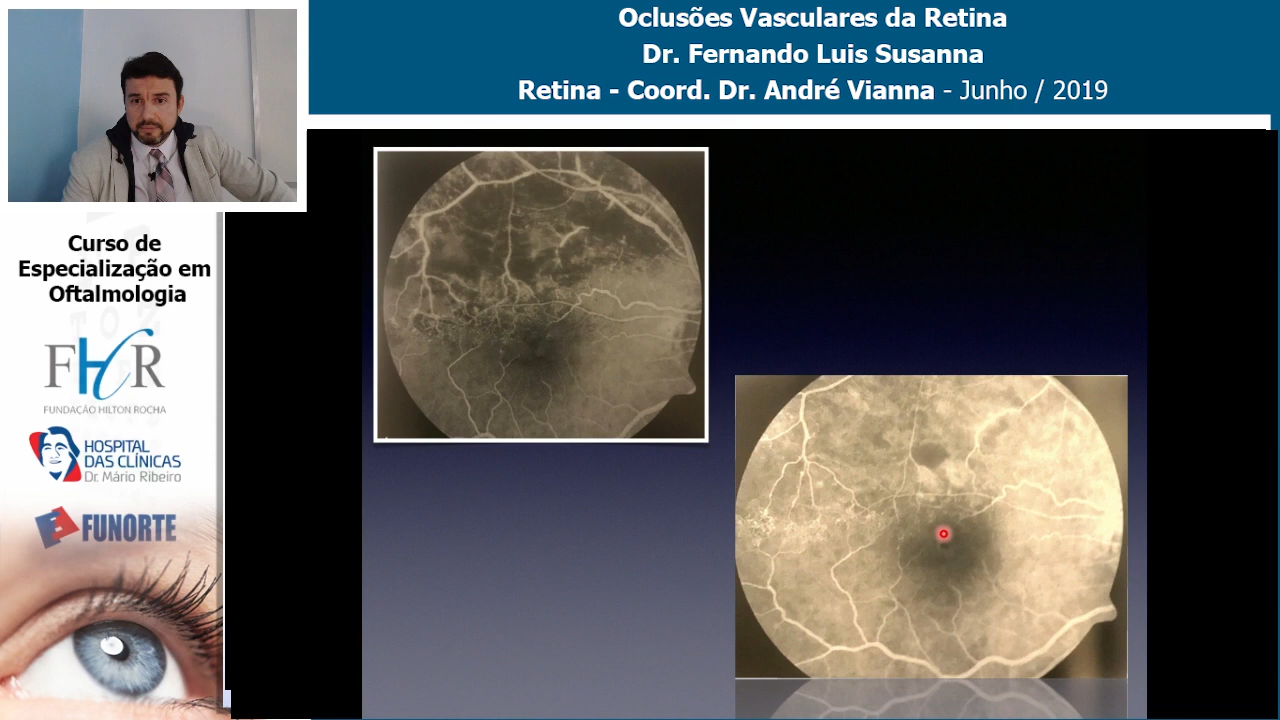 Oclusões Vasculares da Retina
Dr. Fernando Luis Susanna
Retina - Coord. Dr. André Vianna - Junho / 2019
Curso de
Especialização em
Oftalmologia
FHR
FUNDAÇÃO HILTON ROCHA
HOSPITAL
DAS CLÍNICAS
Dr. Mário Ribeiro
FUNORTE